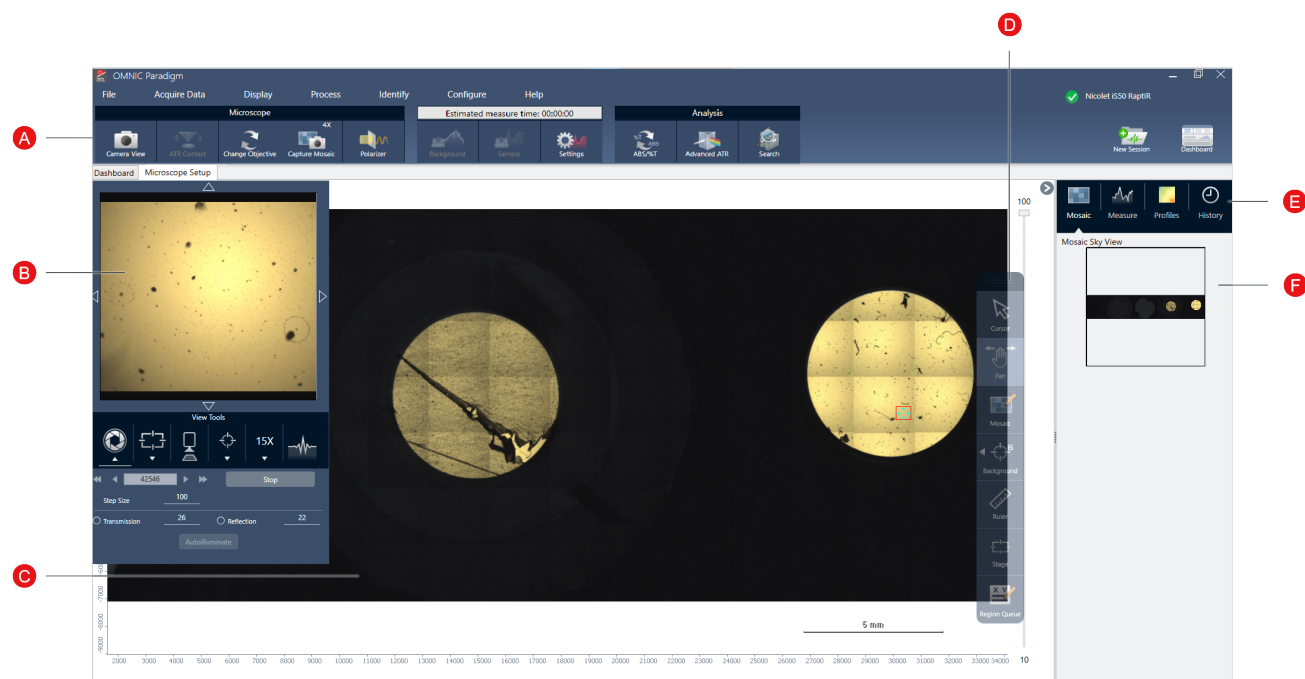 D
OMNIC Paradigm
File Acquire Data Display Process Identify Configure Help
Nicolet iS50 RaptIR
Microscope
Estimated measure time: 00:00:00
Analysis
A
4X
%T ABS
Camera View
ATR Contact
Change Objective
Capture Mosaic
Polarizer
Background
Sample
Settings
ABS/%T
Advanced ATR
Search
New Session
Dashboard
Dashboard Microscope Setup
100
Mosaic Measure Profiles History
E
Mosaic Sky View
B
F
Cursor
Pan
Mosaic
B
Background
Ruler
Stage
X Y
Region Queue
View Tools
15X
42546 Stop
Step Size 100
Transmission 26 Reflection 22
Autoilluminate
C
-7000
-8000
-9000
5 mm
2000 3000 4000 5000 6000 7000 8000 9000 10000 11000 12000 13000 14000 15000 16000 17000 18000 19000 20000 21000 22000 23000 24000 25000 26000 27000 28000 29000 30000 31000 32000 33000 34000
10